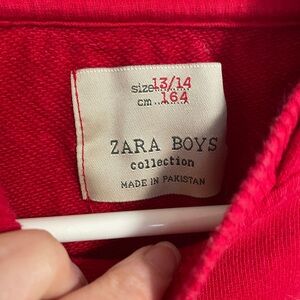 size 13/14
cm...164
ZARA BOYS
collection
MADE IN PAKISTAN